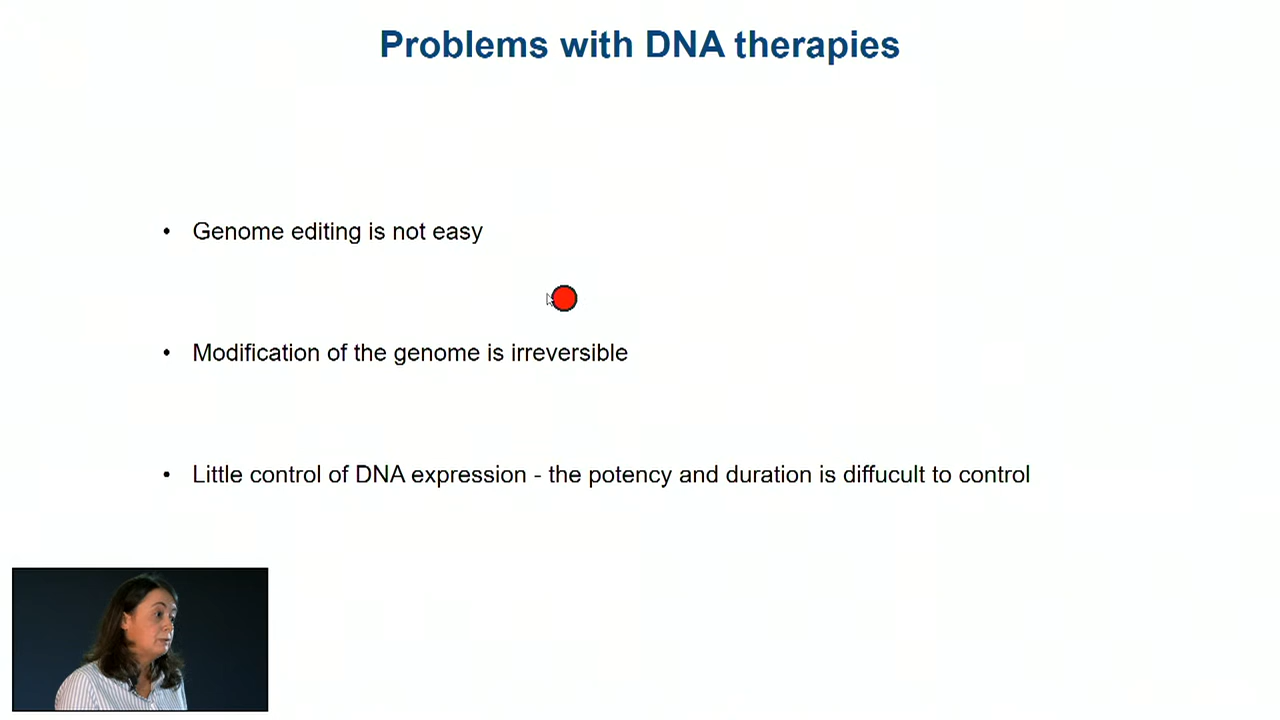 Problems with DNA therapies
• Genome editing is not easy
• Modification of the genome is irreversible
• Little control of DNA expression - the potency and duration is diffucult to control